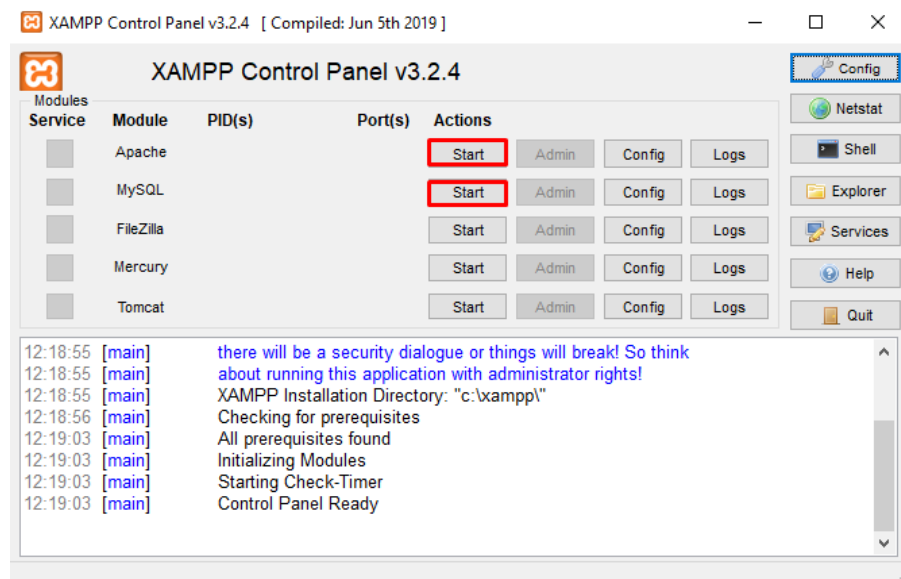 XAMPP Control Panel v3.2.4 [ Compiled: Jun 5th 2019 ]
XAMPP Control Panel v3.2.4
Config
Modules
Service Module PID(s) Port(s) Actions
Netstat
Apache Start Admin Config Logs
Shell
MySQL Start Admin Config Logs
Explorer
FileZilla Start Admin Config Logs
Services
Mercury Start Admin Config Logs
Help
Tomcat Start Admin Config Logs
Quit
12:18:55 [main] there will be a security dialogue or things will break! So think
12:18:55 [main] about running this application with administrator rights!
12:18:55 [main] XAMPP Installation Directory: "c:\xampp\"
12:18:56 [main] Checking for prerequisites
12:19:03 [main] All prerequisites found
12:19:03 [main] Initializing Modules
12:19:03 [main] Starting Check-Timer
12:19:03 [main] Control Panel Ready